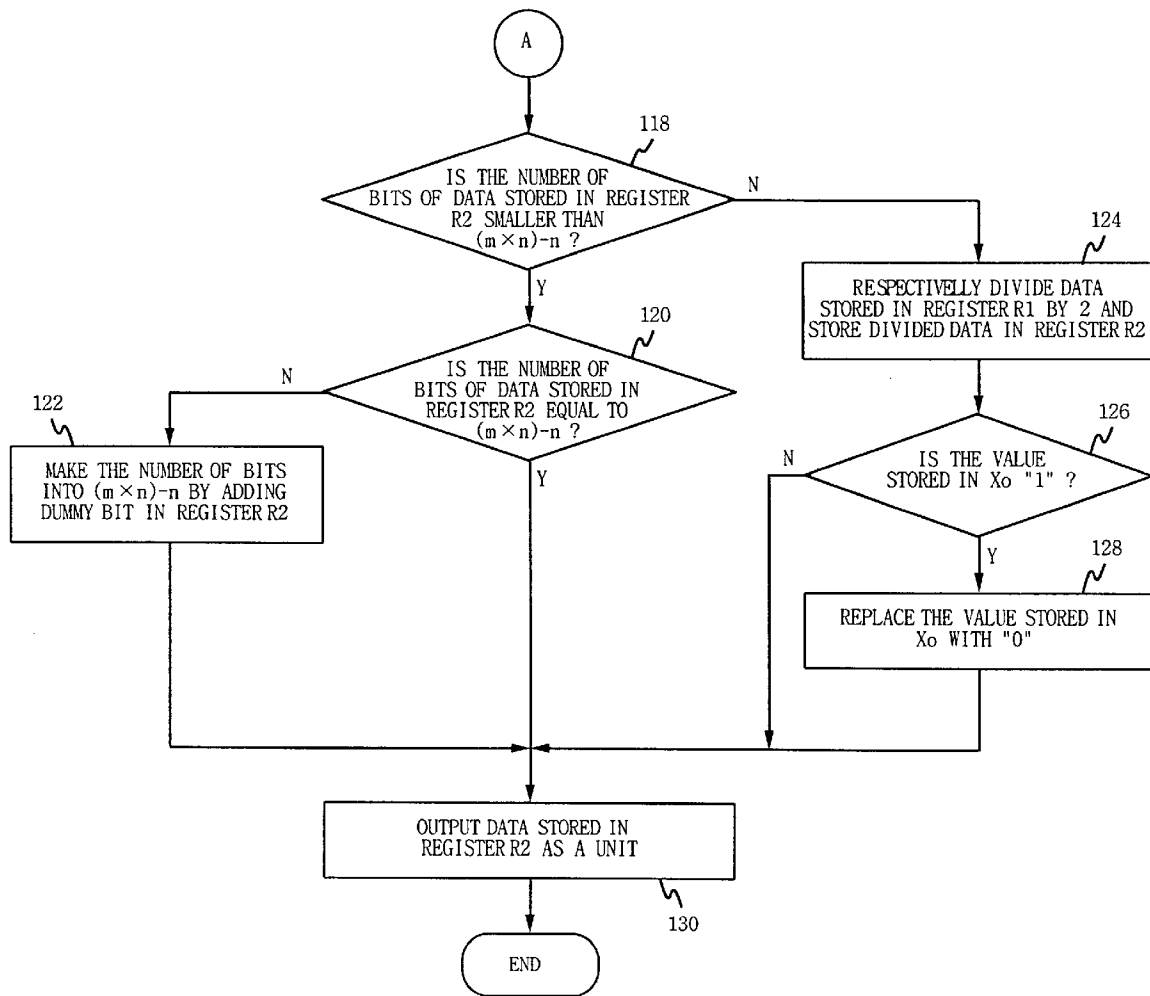 A
118
IS THE NUMBER OF
BITS OF DATA STORED IN REGISTER
R2 SMALLER THAN
(m×n)-n ?
N
Y
124
RESPECTIVELLY DIVIDE DATA
STORED IN REGISTER R1 BY 2 AND
STORE DIVIDED DATA IN REGISTER R2
120
IS THE NUMBER OF
BITS OF DATA STORED IN
REGISTER R2 EQUAL TO
(m×n)-n ?
N
Y
122
MAKE THE NUMBER OF BITS
INTO (m×n)-n BY ADDING
DUMMY BIT IN REGISTER R2
126
IS THE VALUE
STORED IN Xo "1" ?
N
Y
128
REPLACE THE VALUE STORED IN
Xo WITH "0"
OUTPUT DATA STORED IN
REGISTER R2 AS A UNIT
130
END